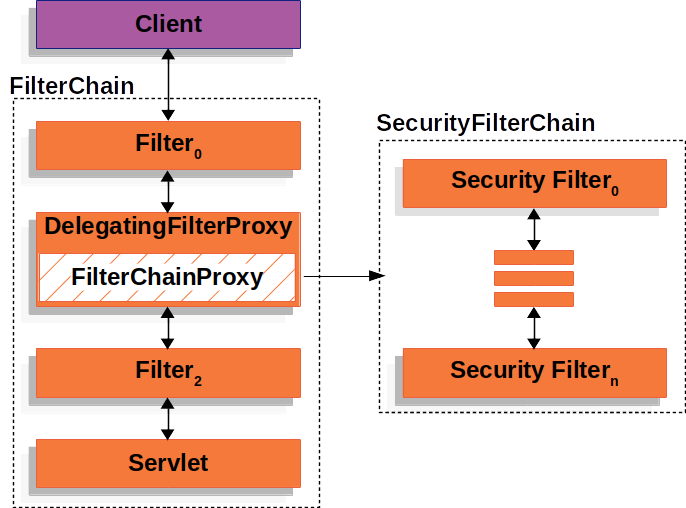 Client
FilterChain
Filter0
DelegatingFilterProxy
FilterChainProxy
Filter2
Servlet
SecurityFilterChain
Security Filter0
Security Filtern